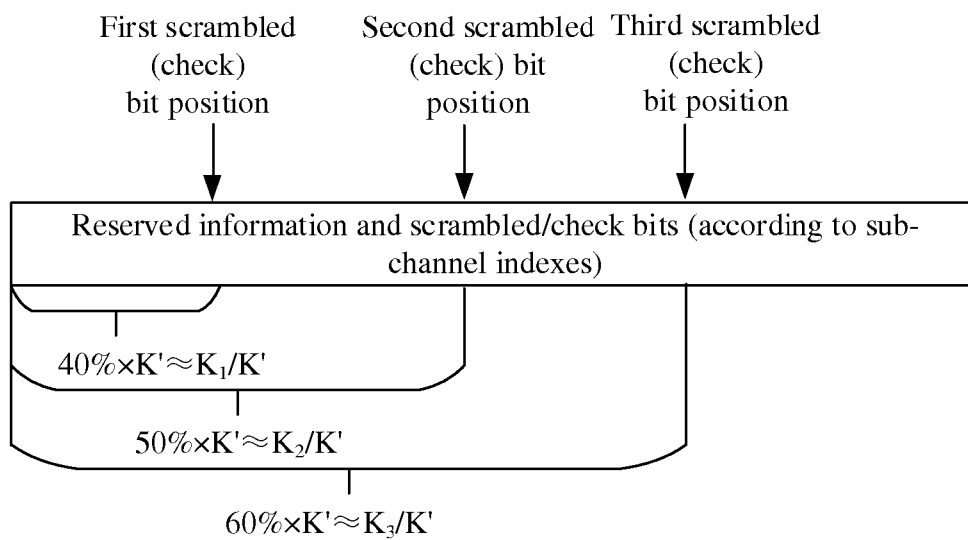 First scrambled
(check)
bit position
Second scrambled
(check) bit
position
Third scrambled
(check)
bit position
Reserved information and scrambled/check bits (according to sub-
channel indexes)
40%×K'≈K₁/K'
50%×K'≈K₂/K'
60%×K'≈K₃/K'